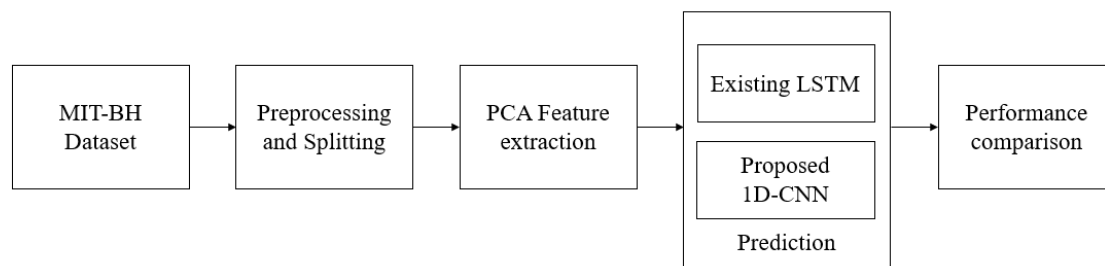 MIT-BH
Dataset
Preprocessing
and Splitting
PCA Feature
extraction
Existing LSTM
Proposed
1D-CNN
Prediction
Performance
comparison